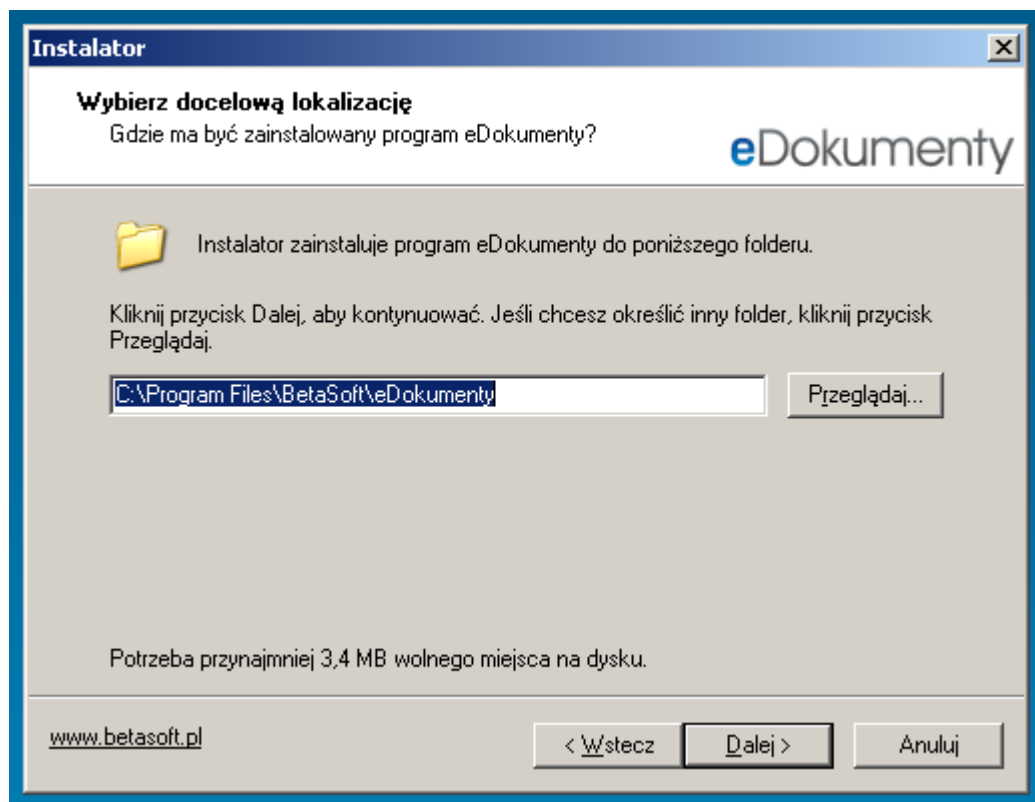 Instalator
Wybierz docelową lokalizację
Gdzie ma być zainstalowany program eDokumenty?
eDokumenty
Instalator zainstaluje program eDokumenty do poniższego folderu.
Kliknij przycisk Dalej, aby kontynuować. Jeśli chcesz określić inny folder, kliknij przycisk
Przeglądaj.
C:\Program Files\BetaSoft\eDokumenty
Przeglądaj...
Potrzeba przynajmniej 3,4 MB wolnego miejsca na dysku.
www.betasoft.pl
< Wstecz
Dalej >
Anuluj